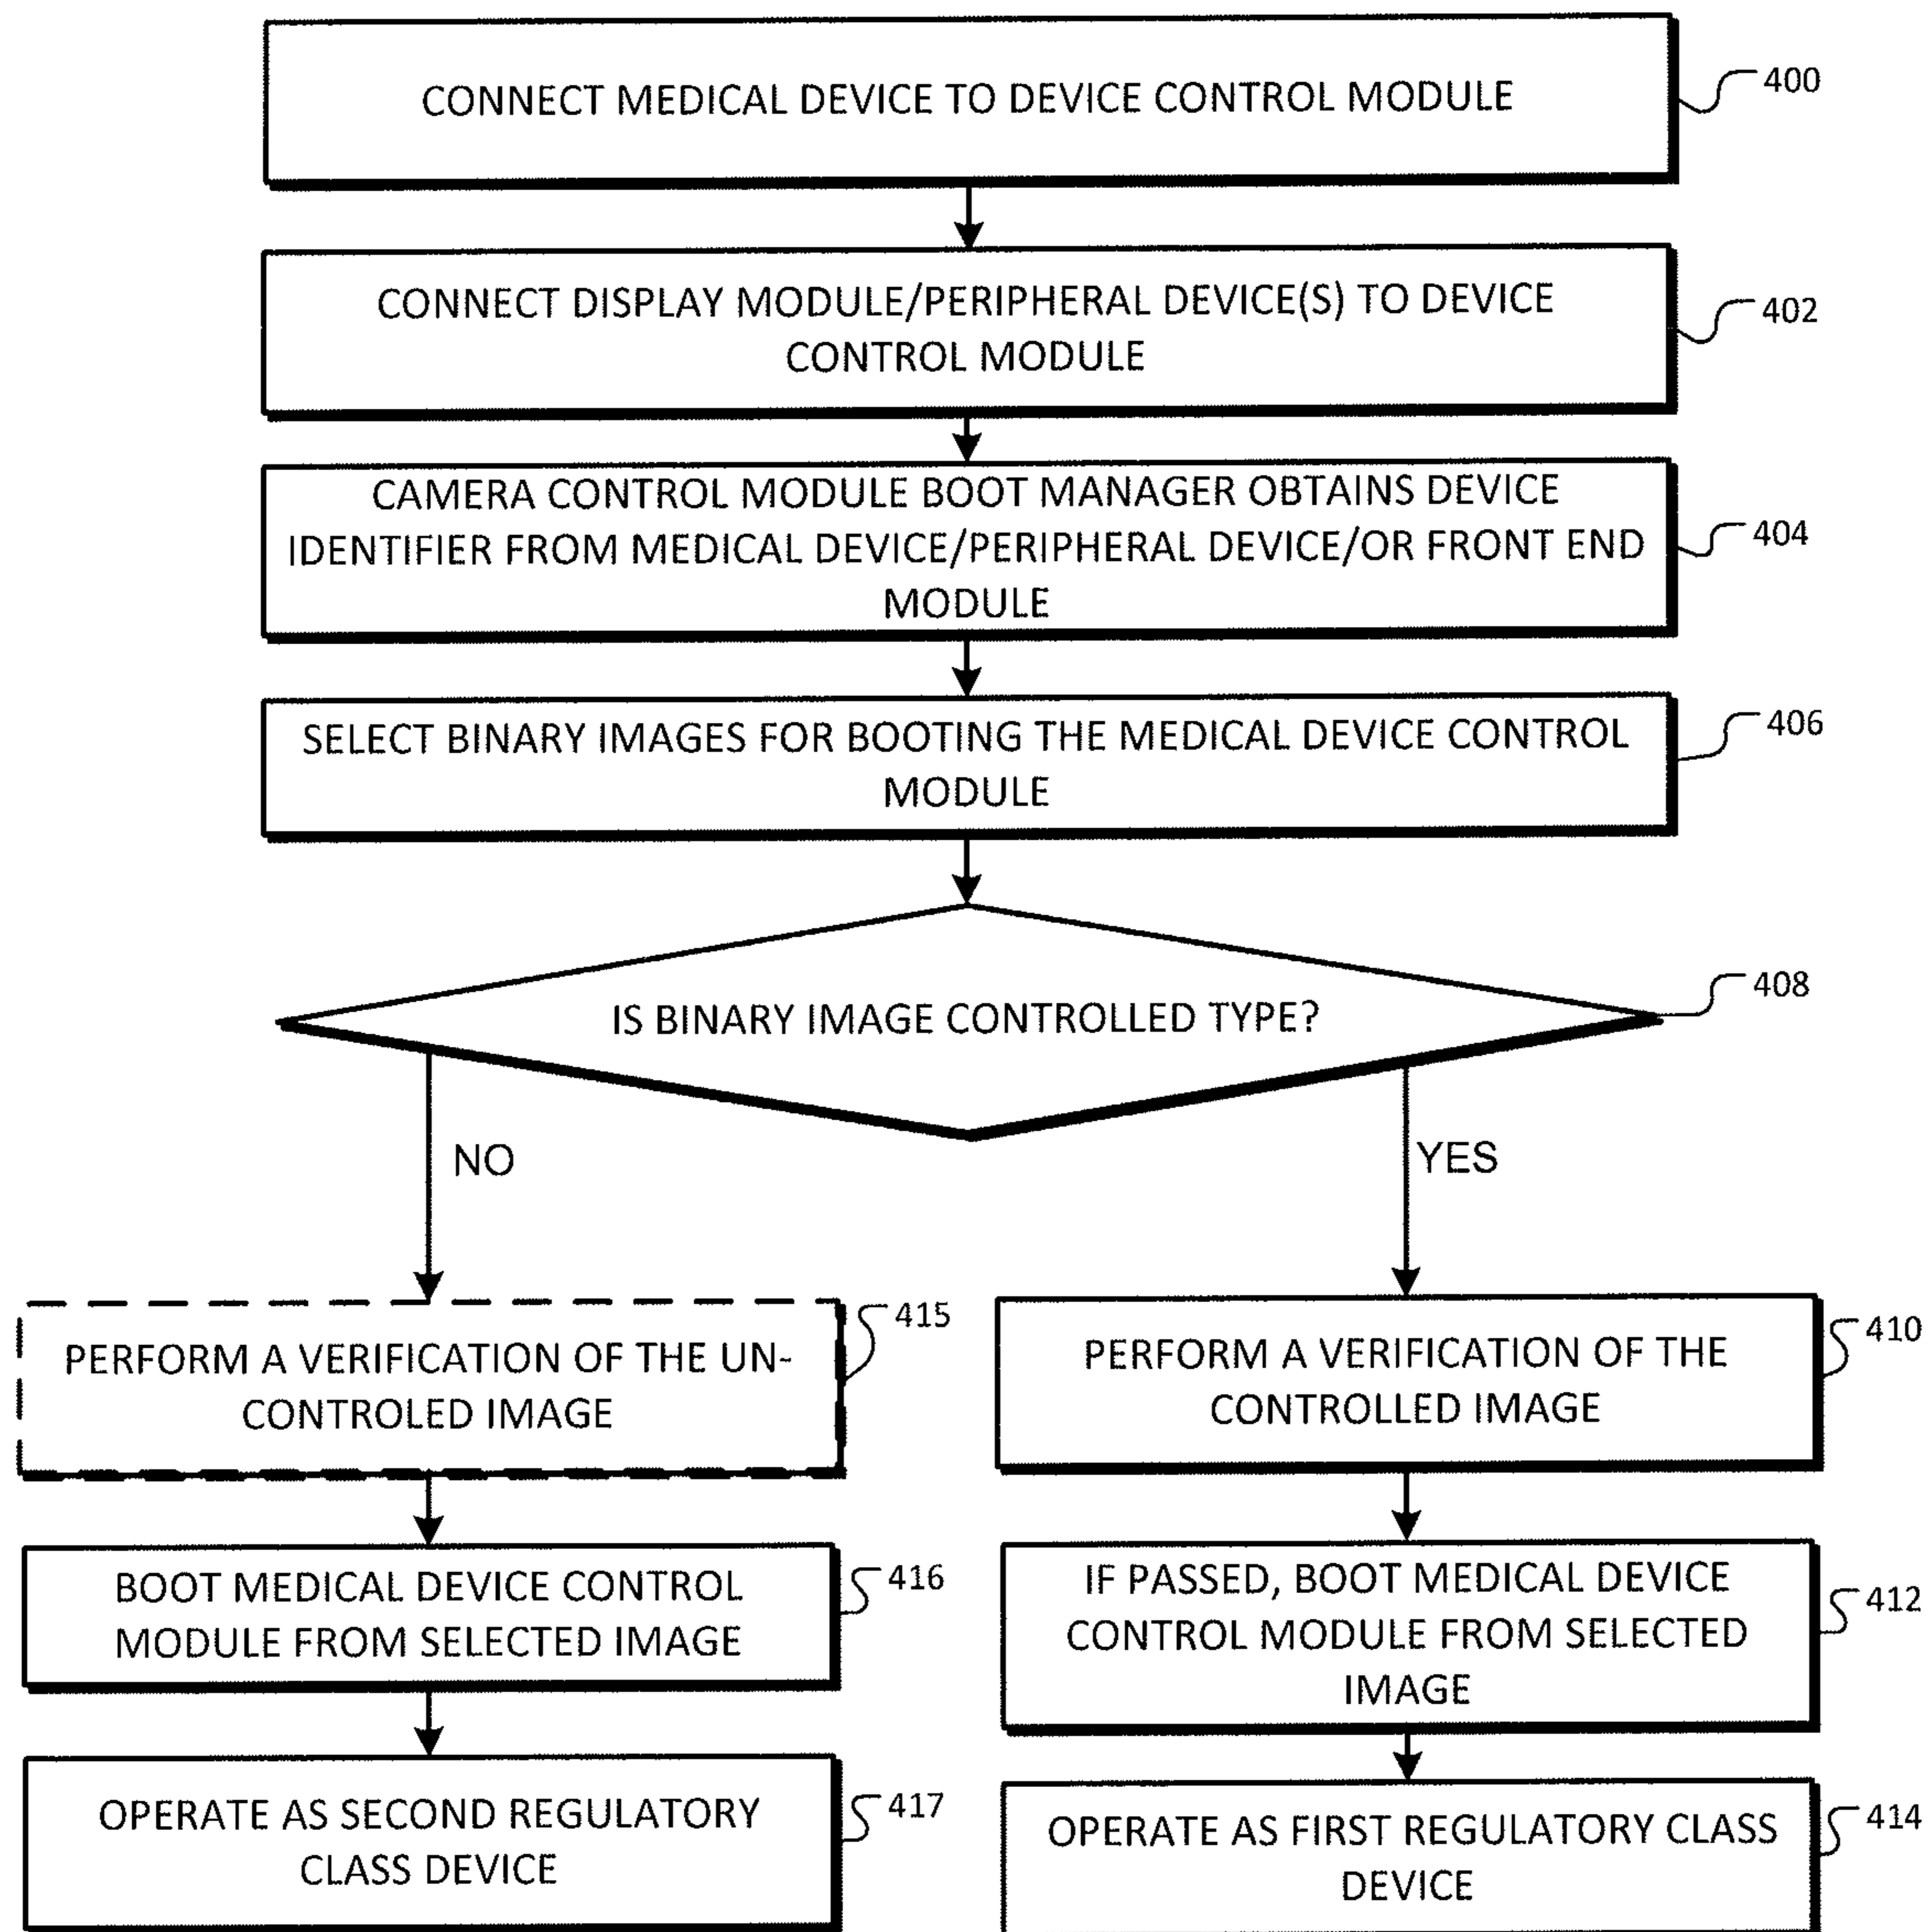 CONNECT MEDICAL DEVICE TO DEVICE CONTROL MODULE
400
CONNECT DISPLAY MODULE/PERIPHERAL DEVICE(S) TO DEVICE
CONTROL MODULE
402
CAMERA CONTROL MODULE BOOT MANAGER OBTAINS DEVICE
IDENTIFIER FROM MEDICAL DEVICE/PERIPHERAL DEVICE/OR FRONT END
MODULE
404
SELECT BINARY IMAGES FOR BOOTING THE MEDICAL DEVICE CONTROL
MODULE
406
IS BINARY IMAGE CONTROLLED TYPE?
408
NO
YES
PERFORM A VERIFICATION OF THE UN-
CONTROLED IMAGE
415
PERFORM A VERIFICATION OF THE
CONTROLLED IMAGE
410
BOOT MEDICAL DEVICE CONTROL
MODULE FROM SELECTED IMAGE
416
IF PASSED, BOOT MEDICAL DEVICE
CONTROL MODULE FROM SELECTED
IMAGE
412
OPERATE AS SECOND REGULATORY
CLASS DEVICE
417
OPERATE AS FIRST REGULATORY CLASS
DEVICE
414